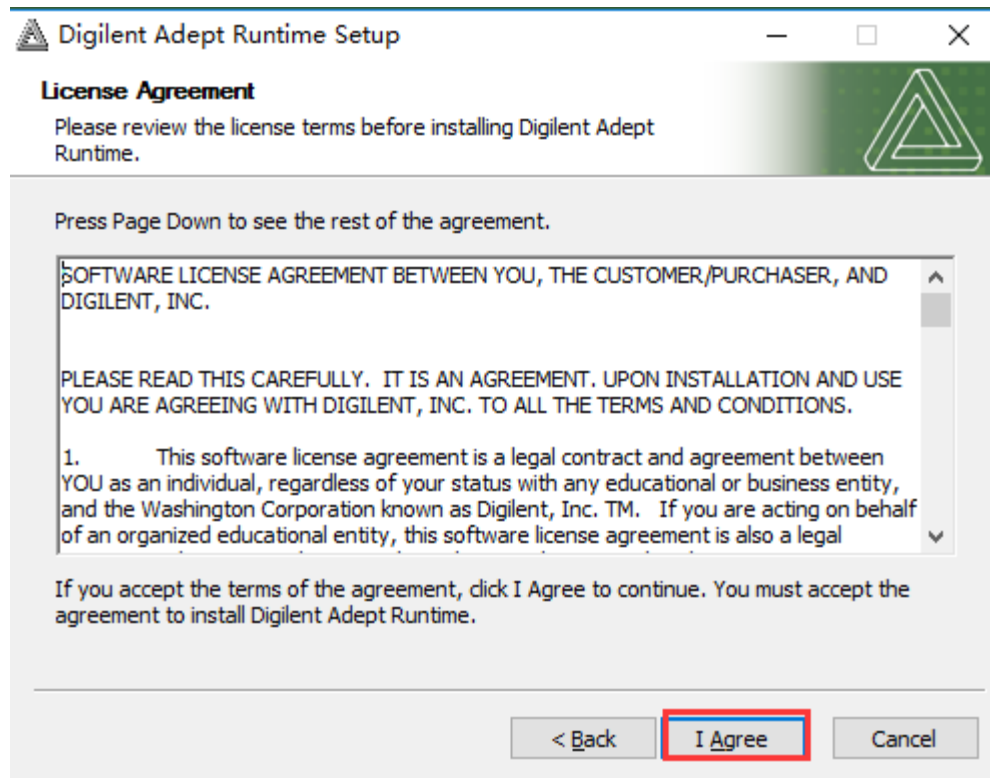 Digilent Adept Runtime Setup
License Agreement
Please review the license terms before installing Digilent Adept
Runtime.
Press Page Down to see the rest of the agreement.
SOFTWARE LICENSE AGREEMENT BETWEEN YOU, THE CUSTOMER/PURCHASER, AND
DIGILENT, INC.
PLEASE READ THIS CAREFULLY.  IT IS AN AGREEMENT. UPON INSTALLATION AND USE
YOU ARE AGREEING WITH DIGILENT, INC. TO ALL THE TERMS AND CONDITIONS.
1. This software license agreement is a legal contract and agreement between
YOU as an individual, regardless of your status with any educational or business entity,
and the Washington Corporation known as Digilent, Inc. TM.   If you are acting on behalf
of an organized educational entity, this software license agreement is also a legal
If you accept the terms of the agreement, click I Agree to continue. You must accept the
agreement to install Digilent Adept Runtime.
< Back I Agree Cancel